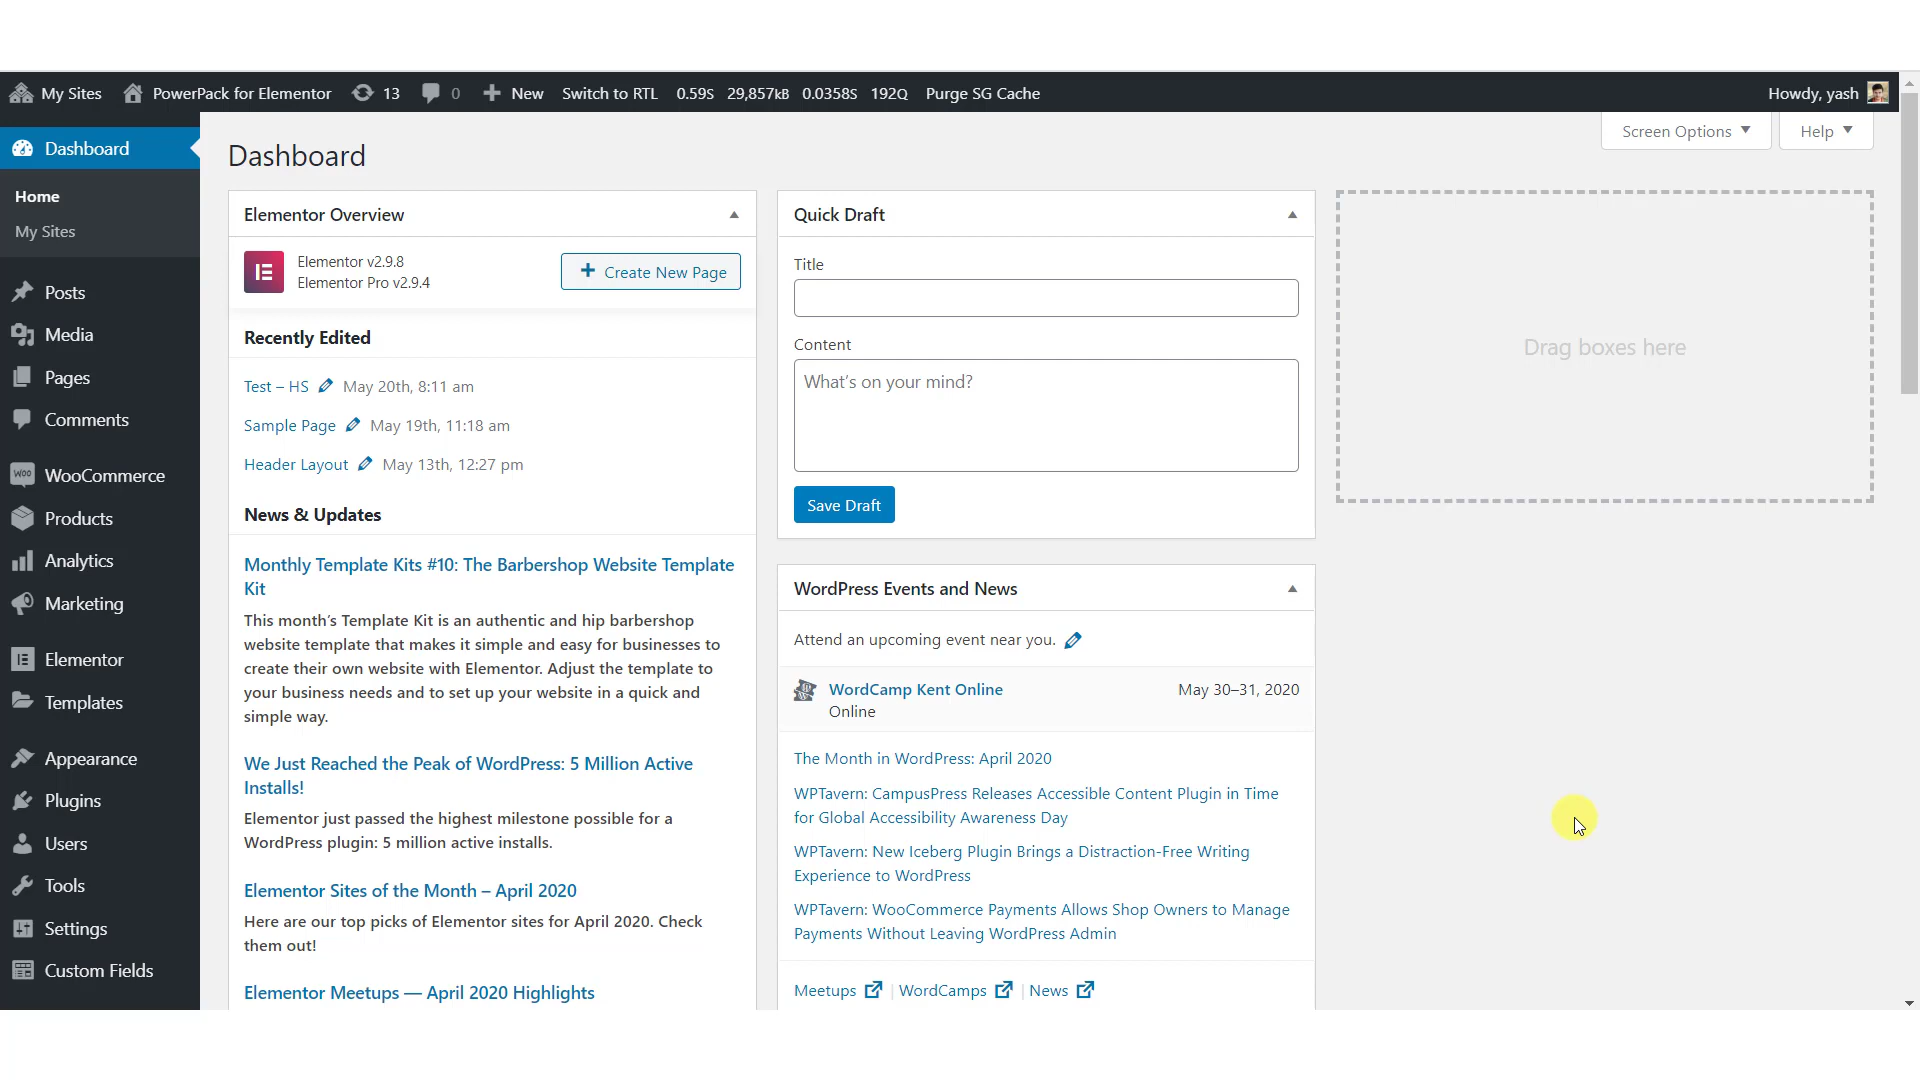 My Sites PowerPack for Elementor 13 0 New Switch to RTL 0.59S 29,857kB 0.0358S 192Q Purge SG Cache Howdy, yash
Screen Options Help
Dashboard
Home
My Sites
Posts
Media
Pages
Comments
WooCommerce
Products
Analytics
Marketing
Elementor
Templates
Appearance
Plugins
Users
Tools
Settings
Custom Fields
Dashboard
Elementor Overview
Elementor v2.9.8
Elementor Pro v2.9.4
Create New Page
Recently Edited
Test – HS May 20th, 8:11 am
Sample Page May 19th, 11:18 am
Header Layout May 13th, 12:27 pm
News & Updates
Monthly Template Kits #10: The Barbershop Website Template
Kit
This month’s Template Kit is an authentic and hip barbershop
website template that makes it simple and easy for businesses to
create their own website with Elementor. Adjust the template to
your business needs and to set up your website in a quick and
simple way.
We Just Reached the Peak of WordPress: 5 Million Active
Installs!
Elementor just passed the highest milestone possible for a
WordPress plugin: 5 million active installs.
Elementor Sites of the Month – April 2020
Here are our top picks of Elementor sites for April 2020. Check
them out!
Elementor Meetups — April 2020 Highlights
Quick Draft
Title
Content
What’s on your mind?
Save Draft
WordPress Events and News
Attend an upcoming event near you.
WordCamp Kent Online May 30–31, 2020
Online
The Month in WordPress: April 2020
WPTavern: CampusPress Releases Accessible Content Plugin in Time
for Global Accessibility Awareness Day
WPTavern: New Iceberg Plugin Brings a Distraction-Free Writing
Experience to WordPress
WPTavern: WooCommerce Payments Allows Shop Owners to Manage
Payments Without Leaving WordPress Admin
Meetups | WordCamps | News
Drag boxes here